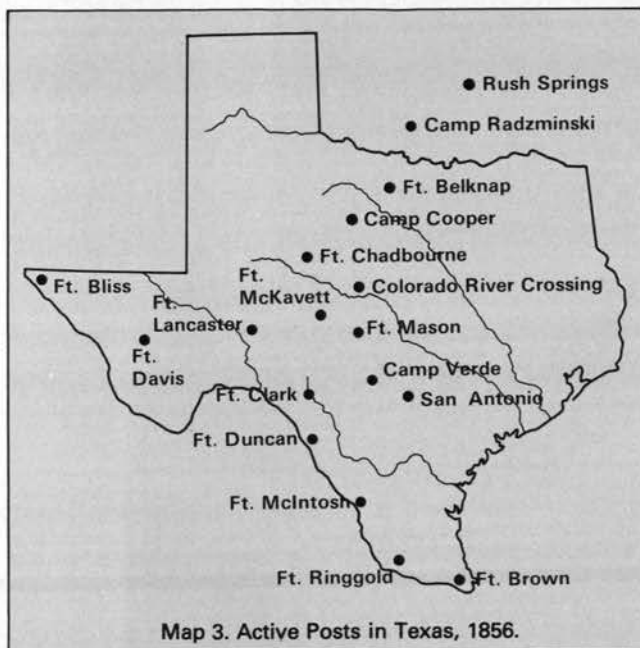 Rush Springs
Camp Radzminski
Ft. Belknap
Camp Cooper
Ft. Chadbourne
Ft. Bliss
Ft.
McKavett
Colorado River Crossing
Ft.
Lancaster
Ft. Mason
Ft.
Davis
Camp Verde
Ft. Clark
San Antonio
Ft. Duncan
Ft. McIntosh
Ft. Ringgold
Ft. Brown
Map 3. Active Posts in Texas, 1856.